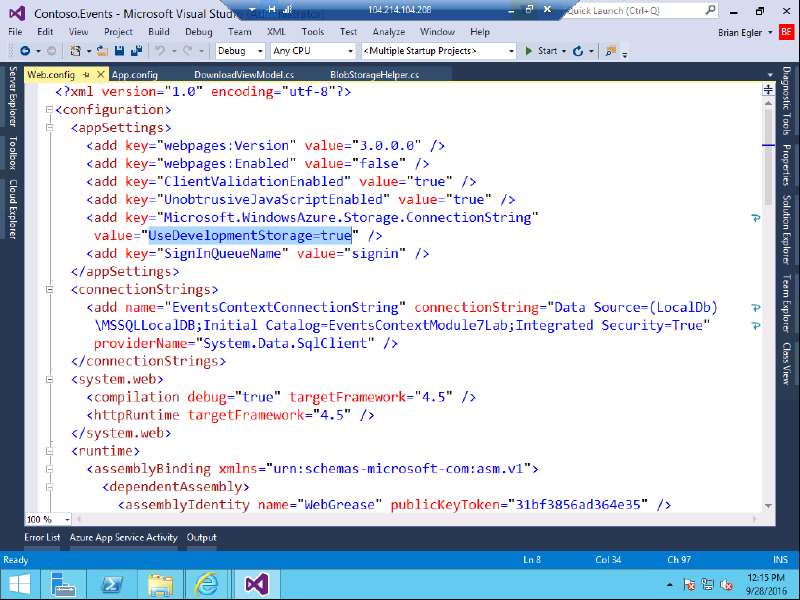 Contoso.Events - Microsoft Visual Stud
104.214.104.208
Quick Launch (Ctrl+Q)
File Edit View Project Build Debug Team XML Tools Test Analyze Window Help
Brian Egler BE
Debug Any CPU <Multiple Startup Projects> Start
Web.config App.config DownloadViewModel.cs BlobStorageHelper.cs
Server Explorer
Toolbox
Cloud Explorer
<?xml version="1.0" encoding="utf-8"?>
<configuration>
<appSettings>
<add key="webpages:Version" value="3.0.0.0" />
<add key="webpages:Enabled" value="false" />
<add key="ClientValidationEnabled" value="true" />
<add key="UnobtrusiveJavaScriptEnabled" value="true" />
<add key="Microsoft.WindowsAzure.Storage.ConnectionString"
value="UseDevelopmentStorage=true" />
<add key="SignInQueueName" value="signin" />
</appSettings>
<connectionStrings>
<add name="EventsContextConnectionString" connectionString="Data Source=(LocalDb)
\MSSQLLocalDB;Initial Catalog=EventsContextModule7Lab;Integrated Security=True"
providerName="System.Data.SqlClient" />
</connectionStrings>
<system.web>
<compilation debug="true" targetFramework="4.5" />
<httpRuntime targetFramework="4.5" />
</system.web>
<runtime>
<assemblyBinding xmlns="urn:schemas-microsoft-com:asm.v1">
<dependentAssembly>
<assemblyIdentity name="WebGrease" publicKeyToken="31bf3856ad364e35" />
Diagnostic Tools
Properties
Solution Explorer
Team Explorer
Class View
100 %
Error List Azure App Service Activity Output
Ready Ln 8 Col 34 Ch 97 INS
12:15 PM
9/28/2016